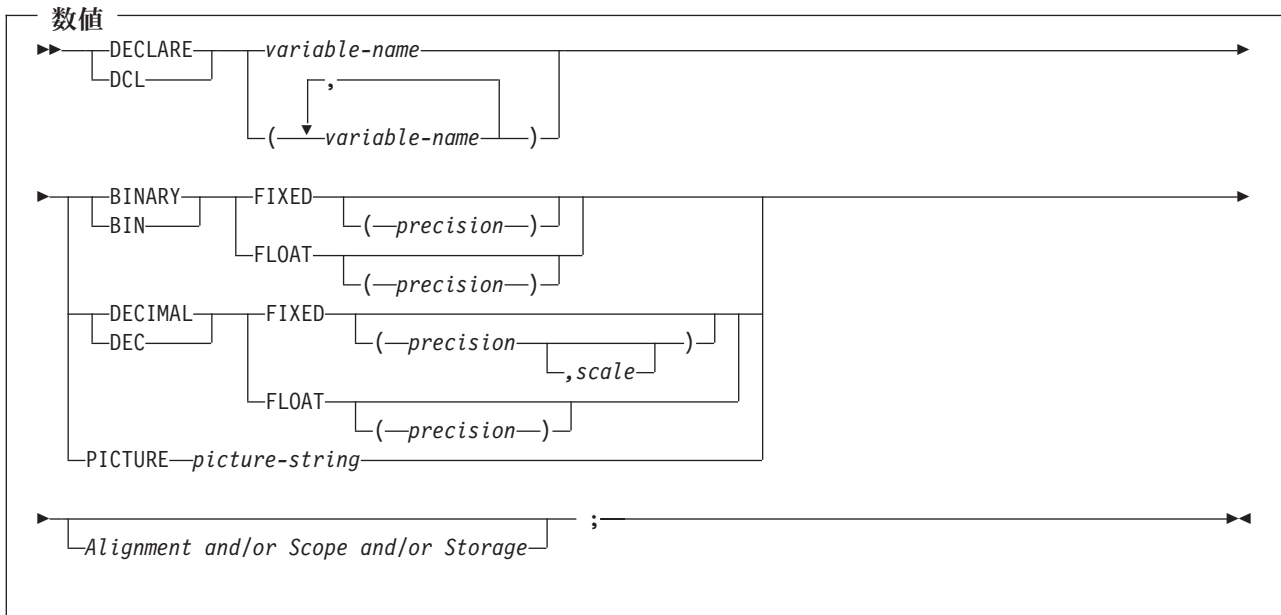 数値
DECLARE variable-name
DCL ,
( variable-name )
BINARY FIXED
BIN ( precision )
FLOAT
( precision )
DECIMAL FIXED
DEC ( precision )
,scale
FLOAT
( precision )
PICTURE picture-string
;
Alignment and/or Scope and/or Storage